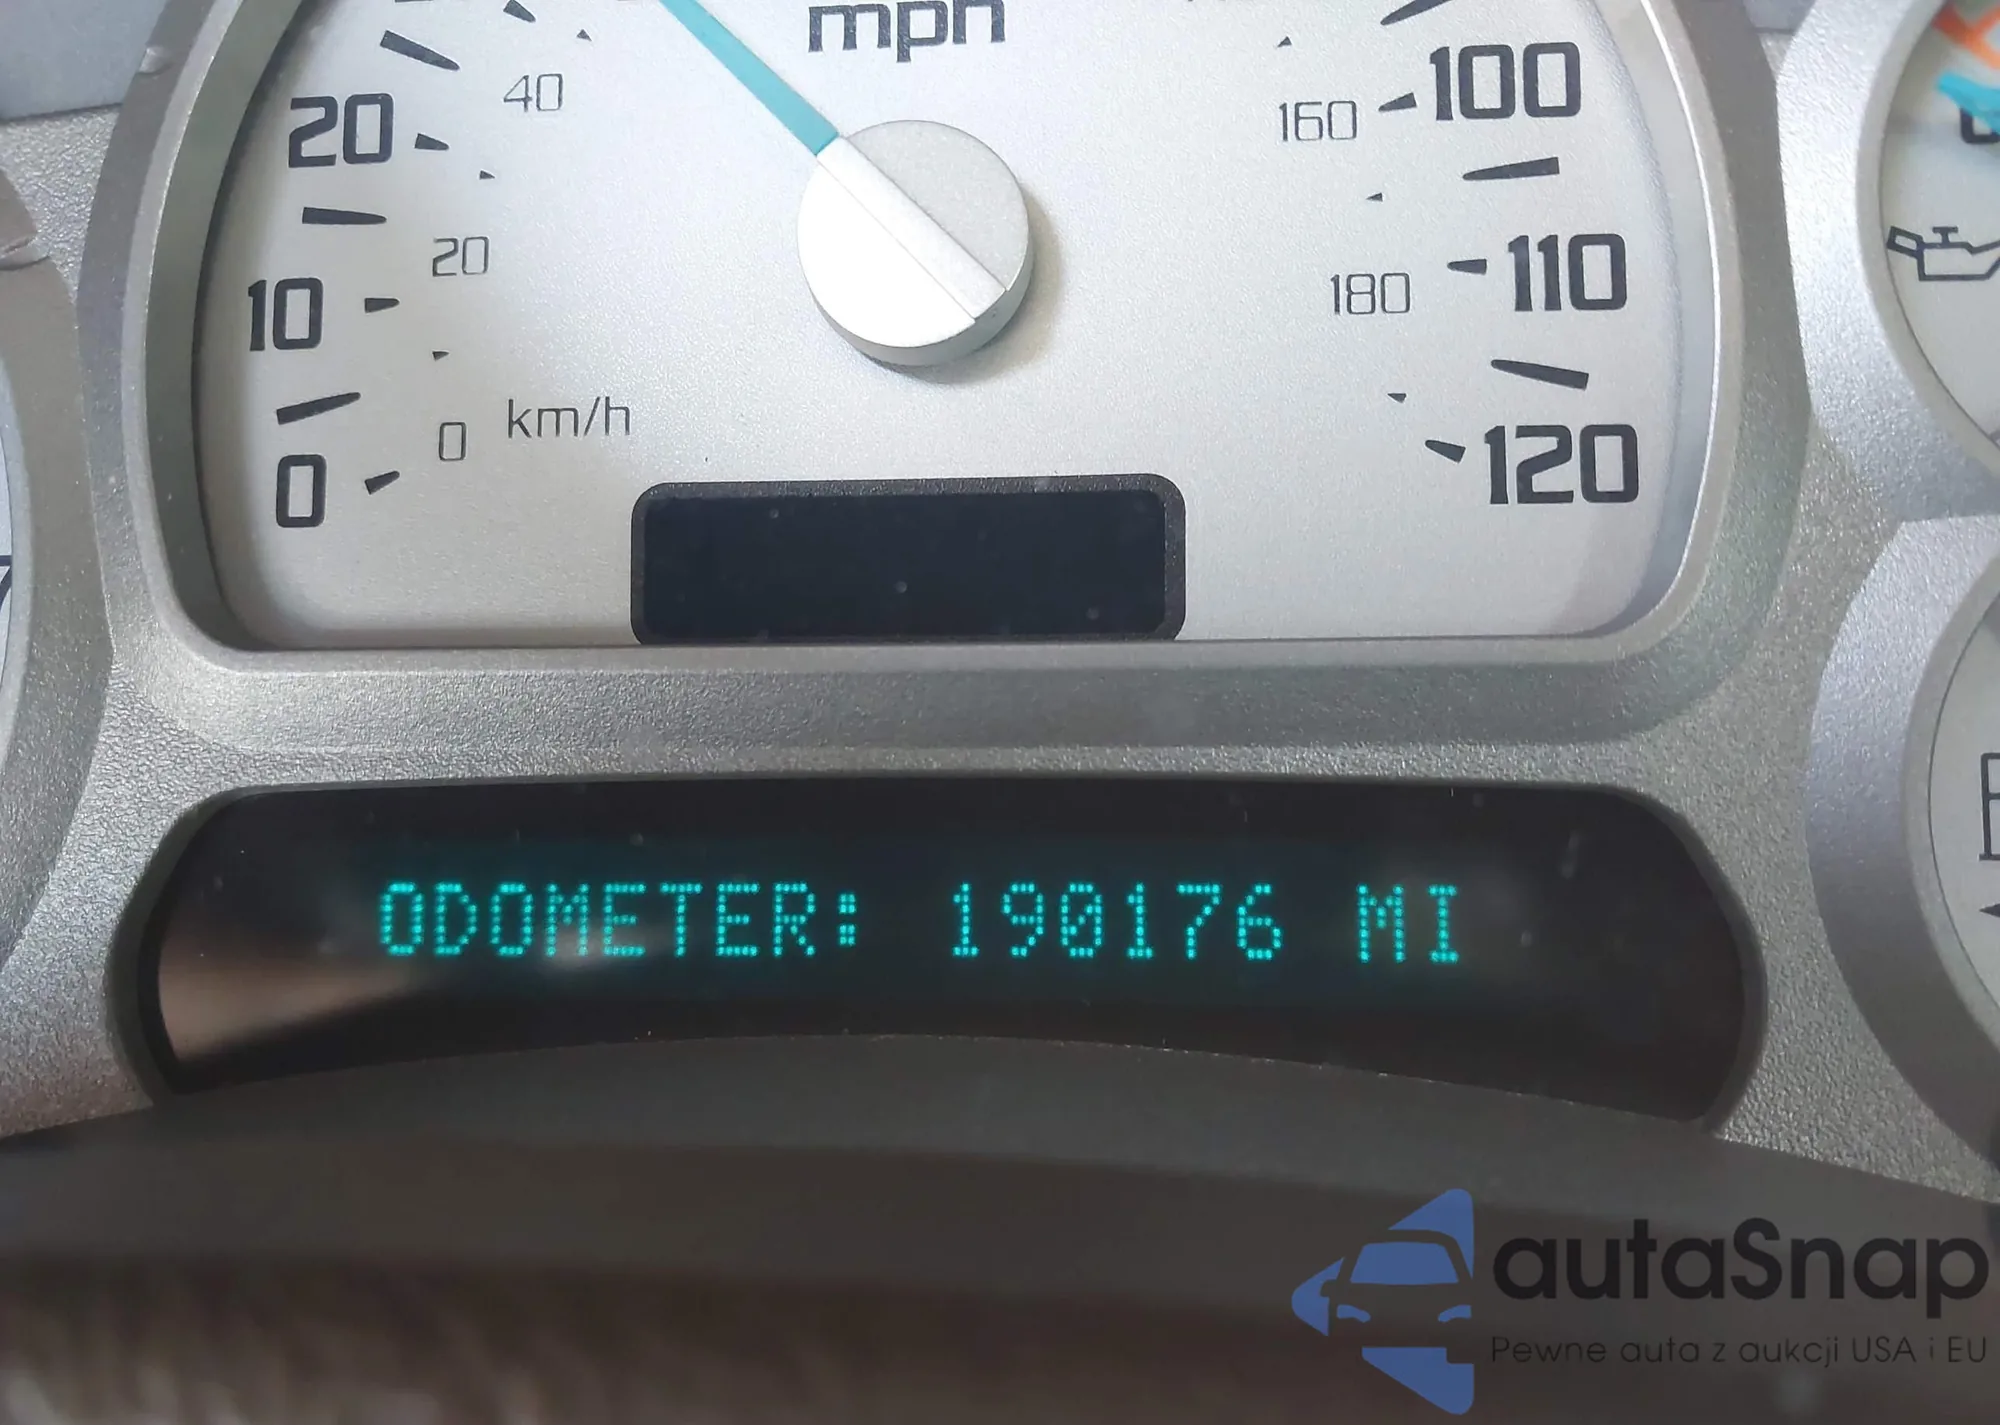 mph
20
40
100
160
10
20
110
180
0
0
km/h
120
ODOMETER: 190176 MI
autaSnap
Pewne auta z aukcji USA i EU